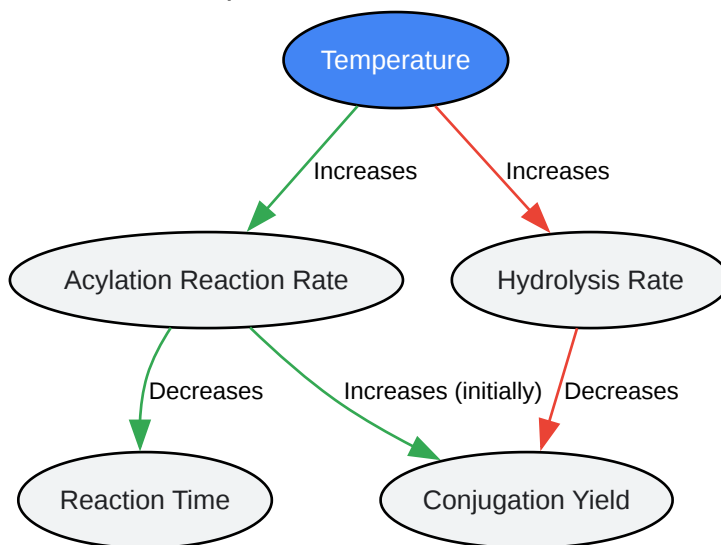 Temperature
Increases
Increases
Acylation Reaction Rate
Hydrolysis Rate
Decreases
Increases (initially)
Decreases
Reaction Time
Conjugation Yield